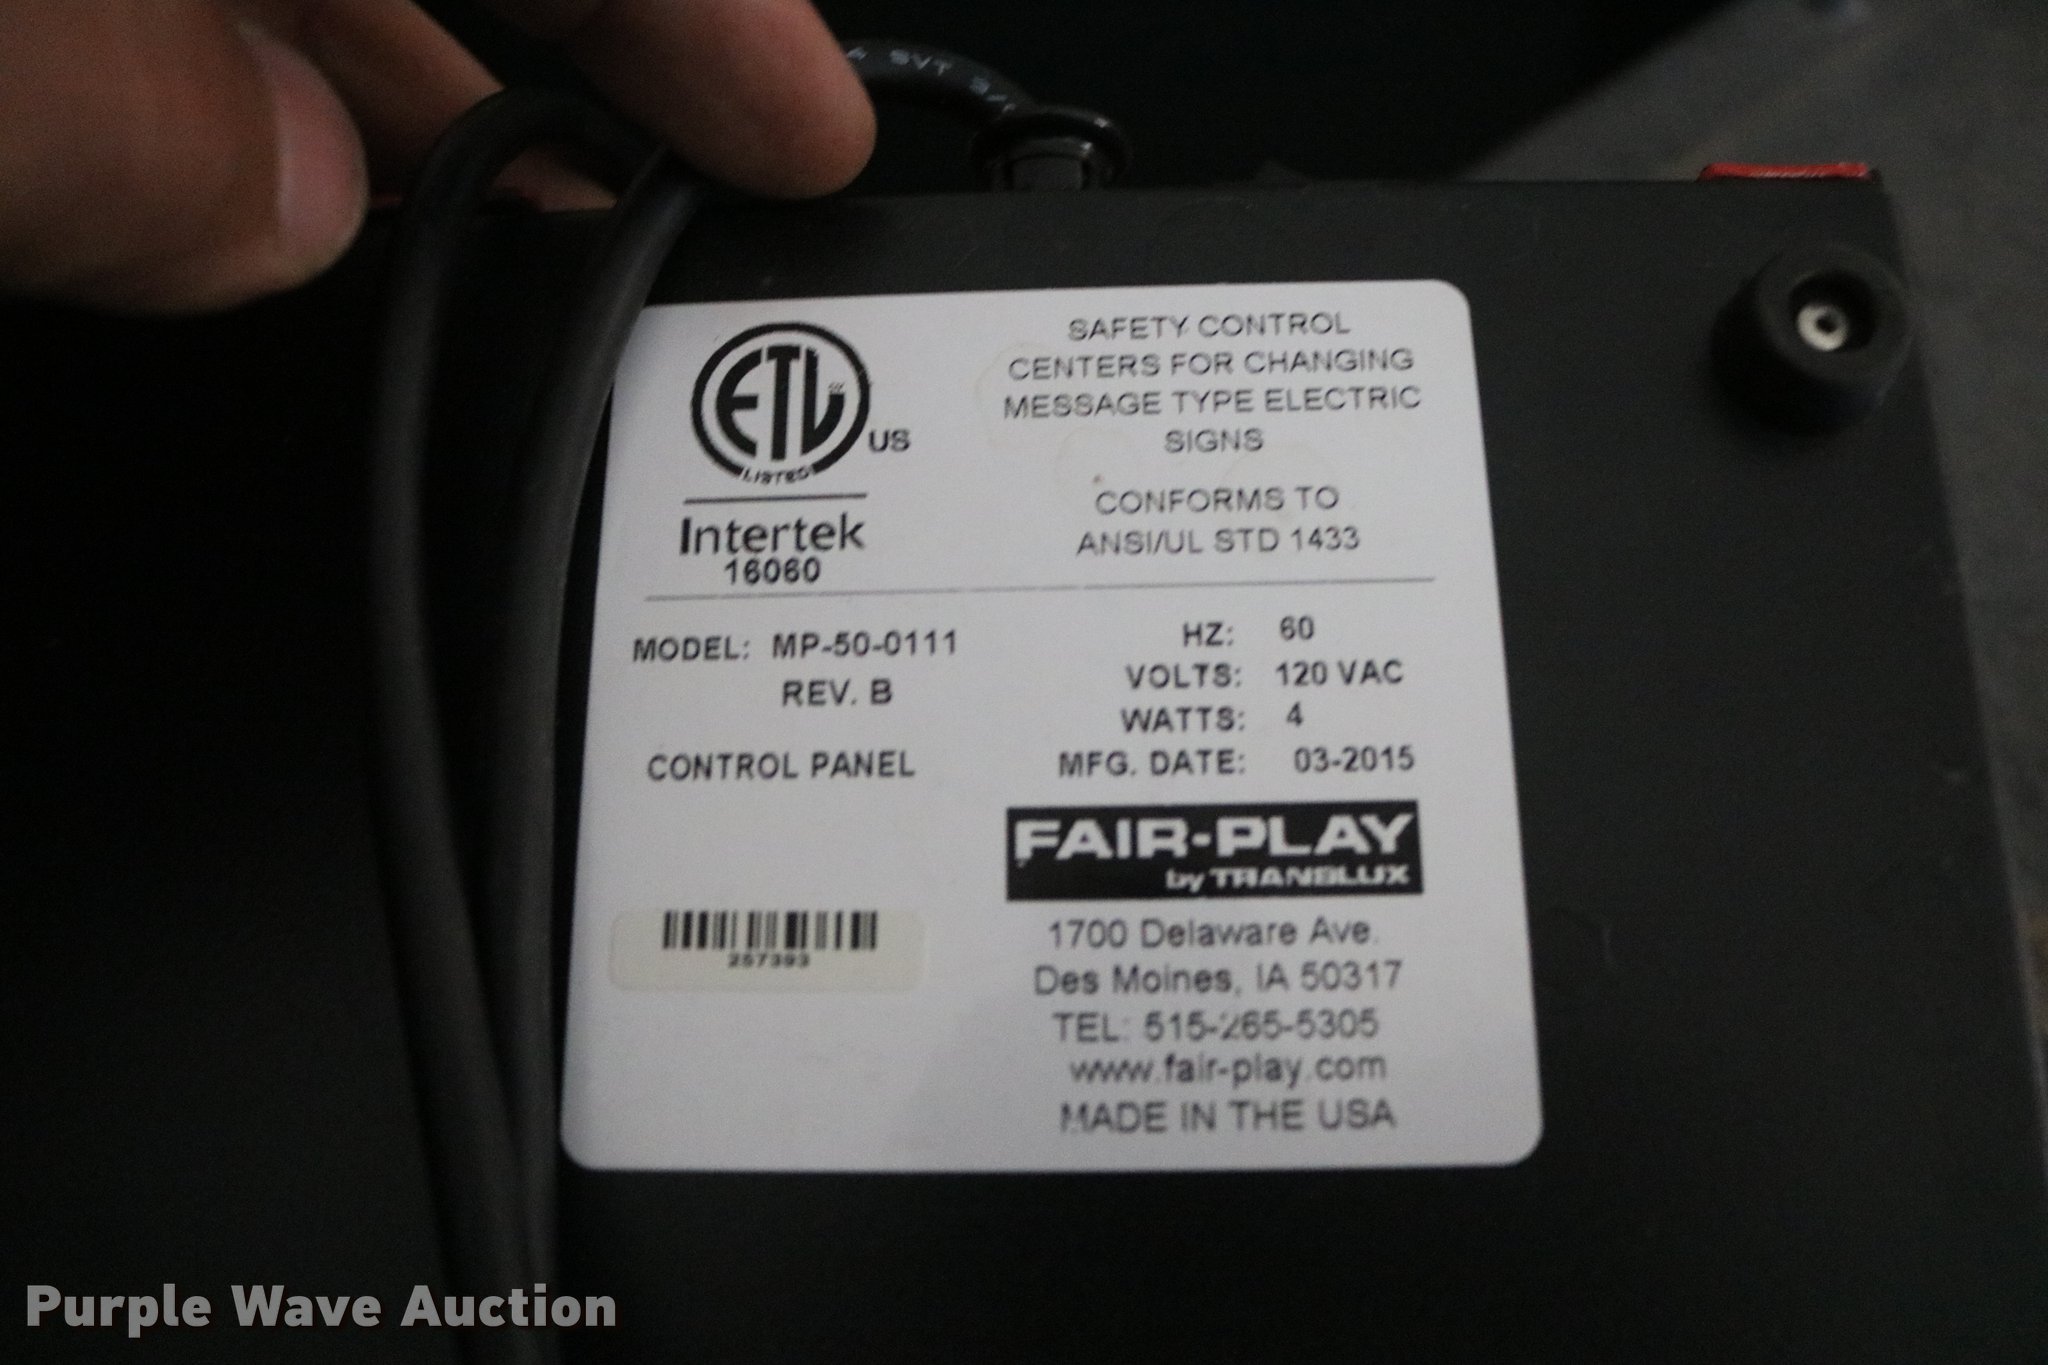 SVT
ETL
LISTED
US
Intertek
16060
SAFETY CONTROL
CENTERS FOR CHANGING
MESSAGE TYPE ELECTRIC
SIGNS
CONFORMS TO
ANSI/UL STD 1433
MODEL: MP-50-0111
REV. B
CONTROL PANEL
HZ: 60
VOLTS: 120 VAC
WATTS: 4
MFG. DATE: 03-2015
FAIR-PLAY
by TRANSLUX
1700 Delaware Ave.
Des Moines, IA 50317
TEL: 515-265-5305
www.fair-play.com
MADE IN THE USA
257393
Purple Wave Auction